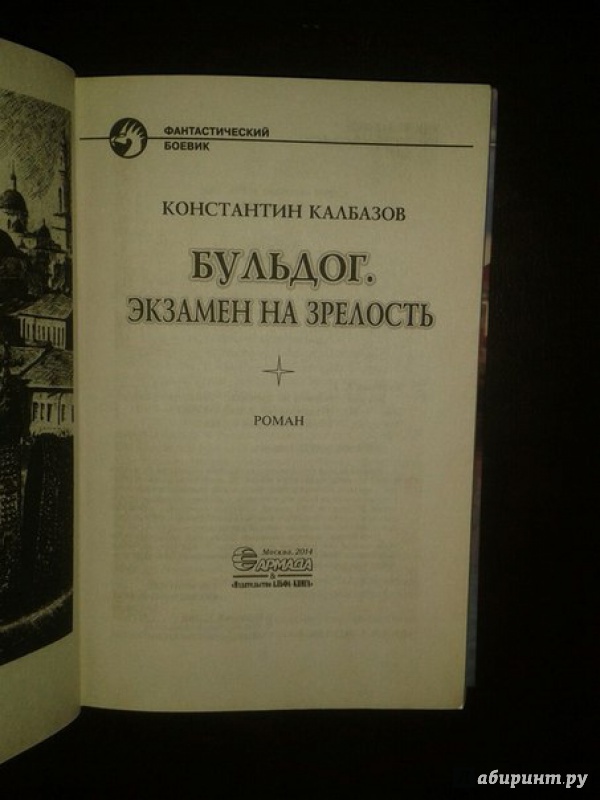 ФАНТАСТИЧЕСКИЙ
БОЕВИК
КОНСТАНТИН КАЛБАЗОВ
БУЛЬДОГ.
ЭКЗАМЕН НА ЗРЕЛОСТЬ
РОМАН
Москва, 2014
АРМАДА
&
«Издательство АЛЬФА-КНИГА»
абиринт.ру